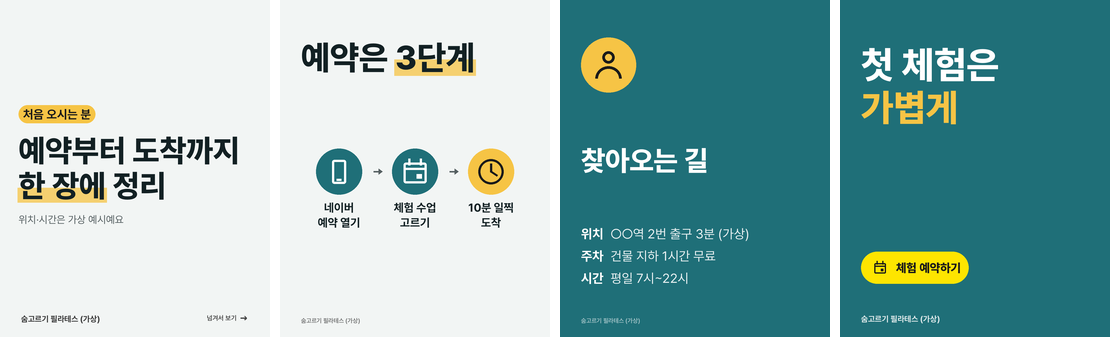 처음 오시는 분
예약부터 도착까지
한 장에 정리
위치·시간은 가상 예시예요
숨고르기 필라테스 (가상)
넘겨서 보기 →
예약은 3단계
네이버
예약 열기
체험 수업
고르기
10분 일찍
도착
숨고르기 필라테스 (가상)
찾아오는 길
위치 ○○역 2번 출구 3분 (가상)
주차 건물 지하 1시간 무료
시간 평일 7시~22시
숨고르기 필라테스 (가상)
첫 체험은
가볍게
체험 예약하기
숨고르기 필라테스 (가상)